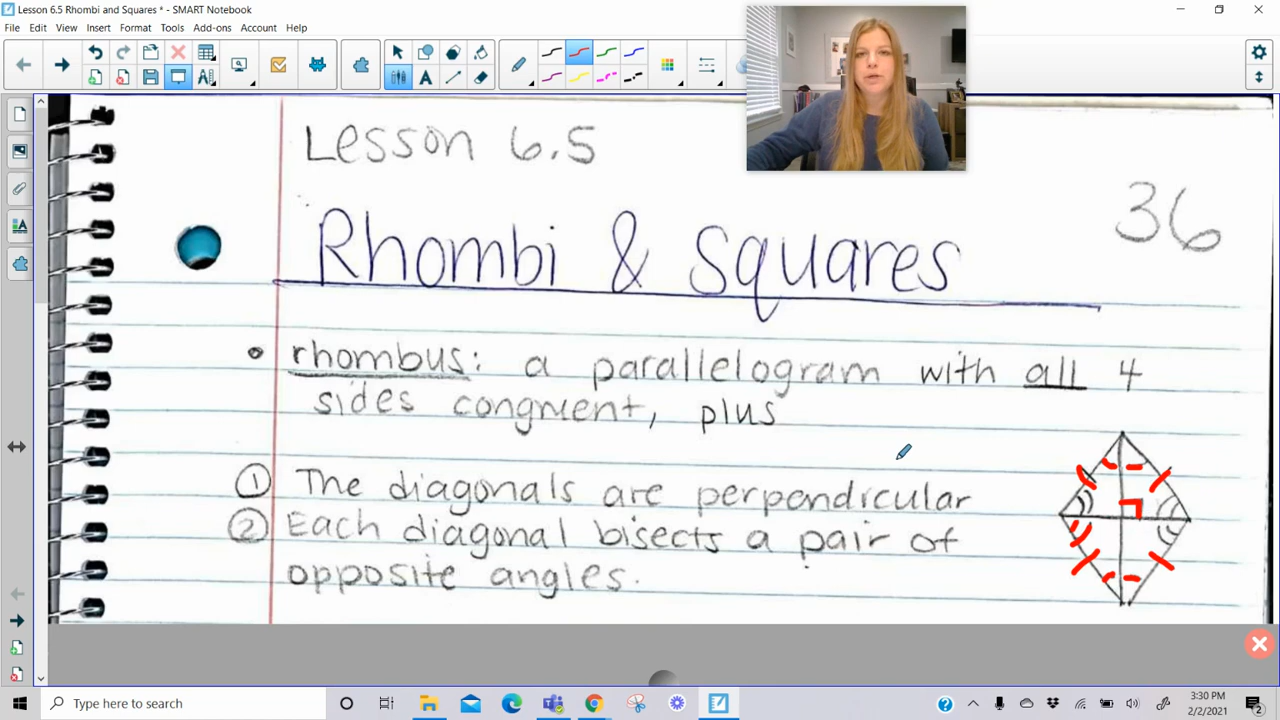 Lesson 6.5 Rhombi and Squares * - SMART Notebook
File Edit View Insert Format Tools Add-ons Account Help
Lesson 6.5
36
Rhombi & Squares
• rhombus: a parallelogram with all 4
sides congruent, plus
① The diagonals are perpendicular
② Each diagonal bisects a pair of
opposite angles.
Type here to search
3:30 PM
2/2/2021
2